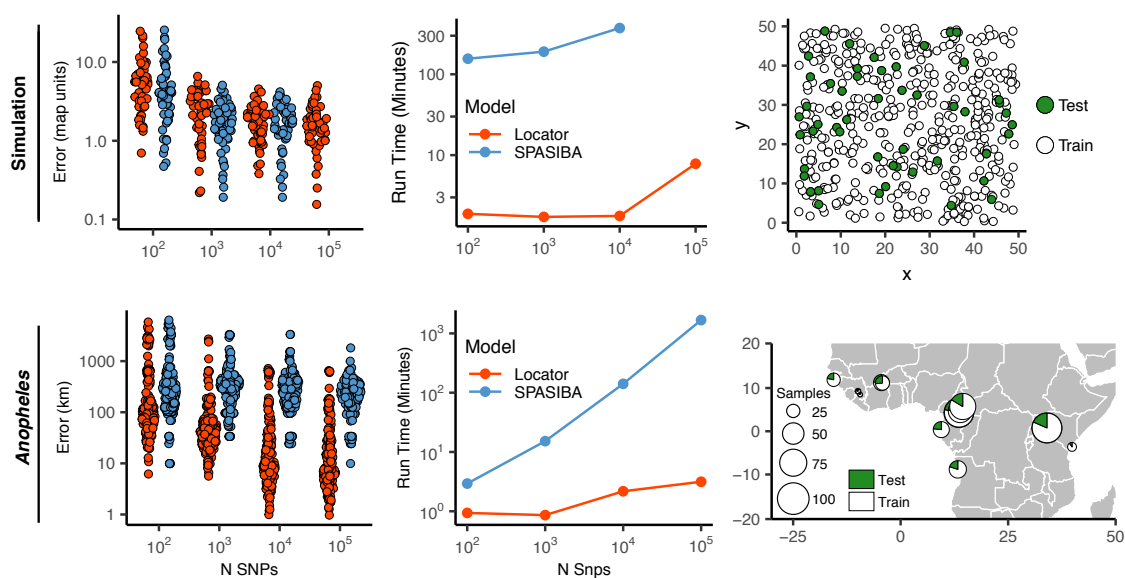 Simulation
Error (map units)
10.0
1.0
0.1
10² 10³ 10⁴ 10⁵
Run Time (Minutes)
300
100
30
10
3
Model
Locator
SPASIBA
10² 10³ 10⁴ 10⁵
y
50
40
30
20
10
0
0 10 20 30 40 50
x
Test
Train
Anopheles
Error (km)
1000
100
10
1
10² 10³ 10⁴ 10⁵
N SNPs
Run Time (Minutes)
10³
10²
10¹
10⁰
Model
Locator
SPASIBA
10² 10³ 10⁴ 10⁵
N Snps
20
10
0
−10
−20
Samples
25
50
75
100
Test
Train
−25 0 25 50